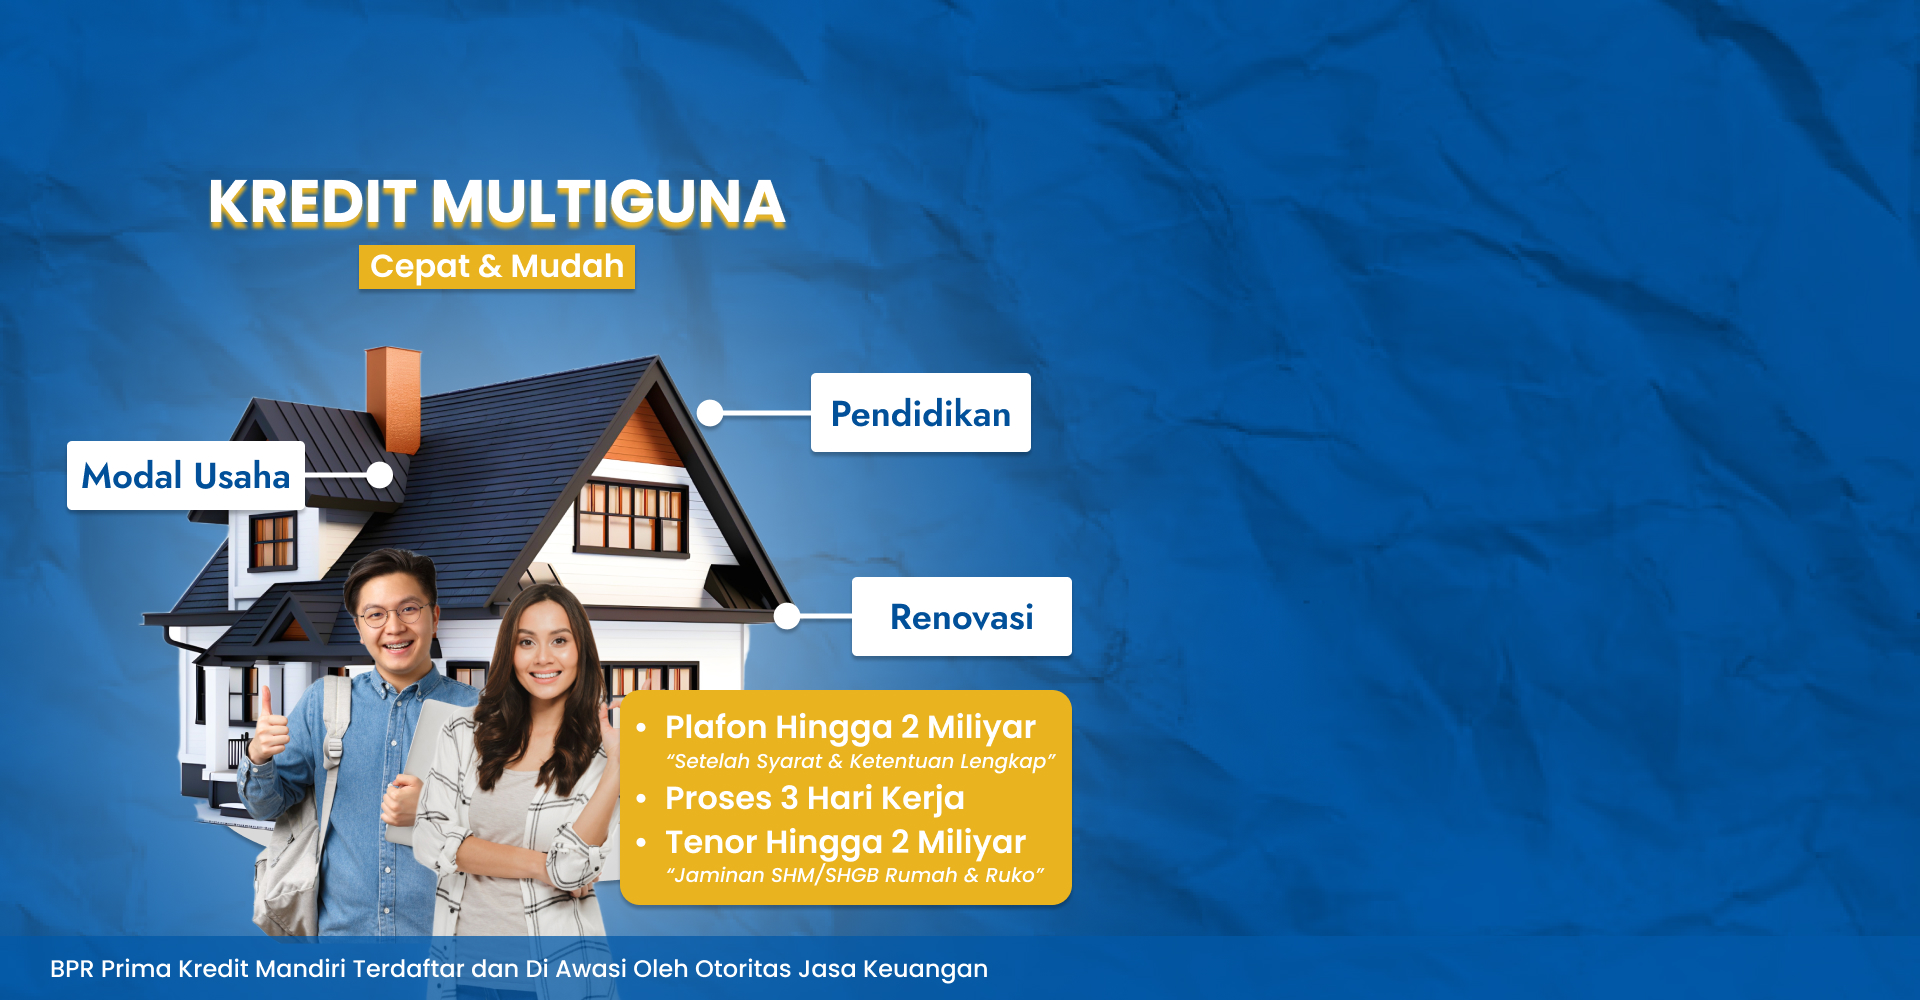 KREDIT MULTIGUNA
Cepat & Mudah
Pendidikan
Modal Usaha
Renovasi
• Plafon Hingga 2 Miliyar
“Setelah Syarat & Ketentuan Lengkap”
• Proses 3 Hari Kerja
• Tenor Hingga 2 Miliyar
“Jaminan SHM/SHGB Rumah & Ruko”
BPR Prima Kredit Mandiri Terdaftar dan Di Awasi Oleh Otoritas Jasa Keuangan